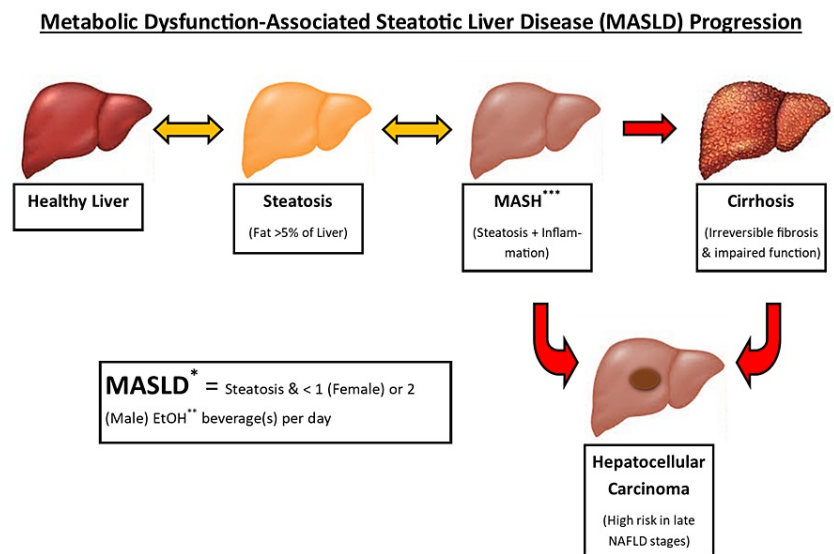 Metabolic Dysfunction-Associated Steatotic Liver Disease (MASLD) Progression
Healthy Liver
Steatosis
(Fat >5% of Liver)
MASH***
(Steatosis + Inflam-
mation)
Cirrhosis
(Irreversible fibrosis
& impaired function)
MASLD* = Steatosis & < 1 (Female) or 2
(Male) EtOH** beverage(s) per day
Hepatocellular
Carcinoma
(High risk in late
NAFLD stages)